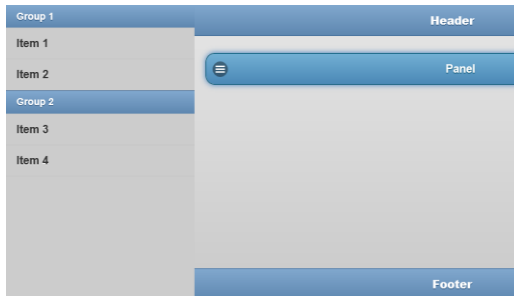 Group 1
Item 1
Item 2
Group 2
Item 3
Item 4
Header
Panel
Footer